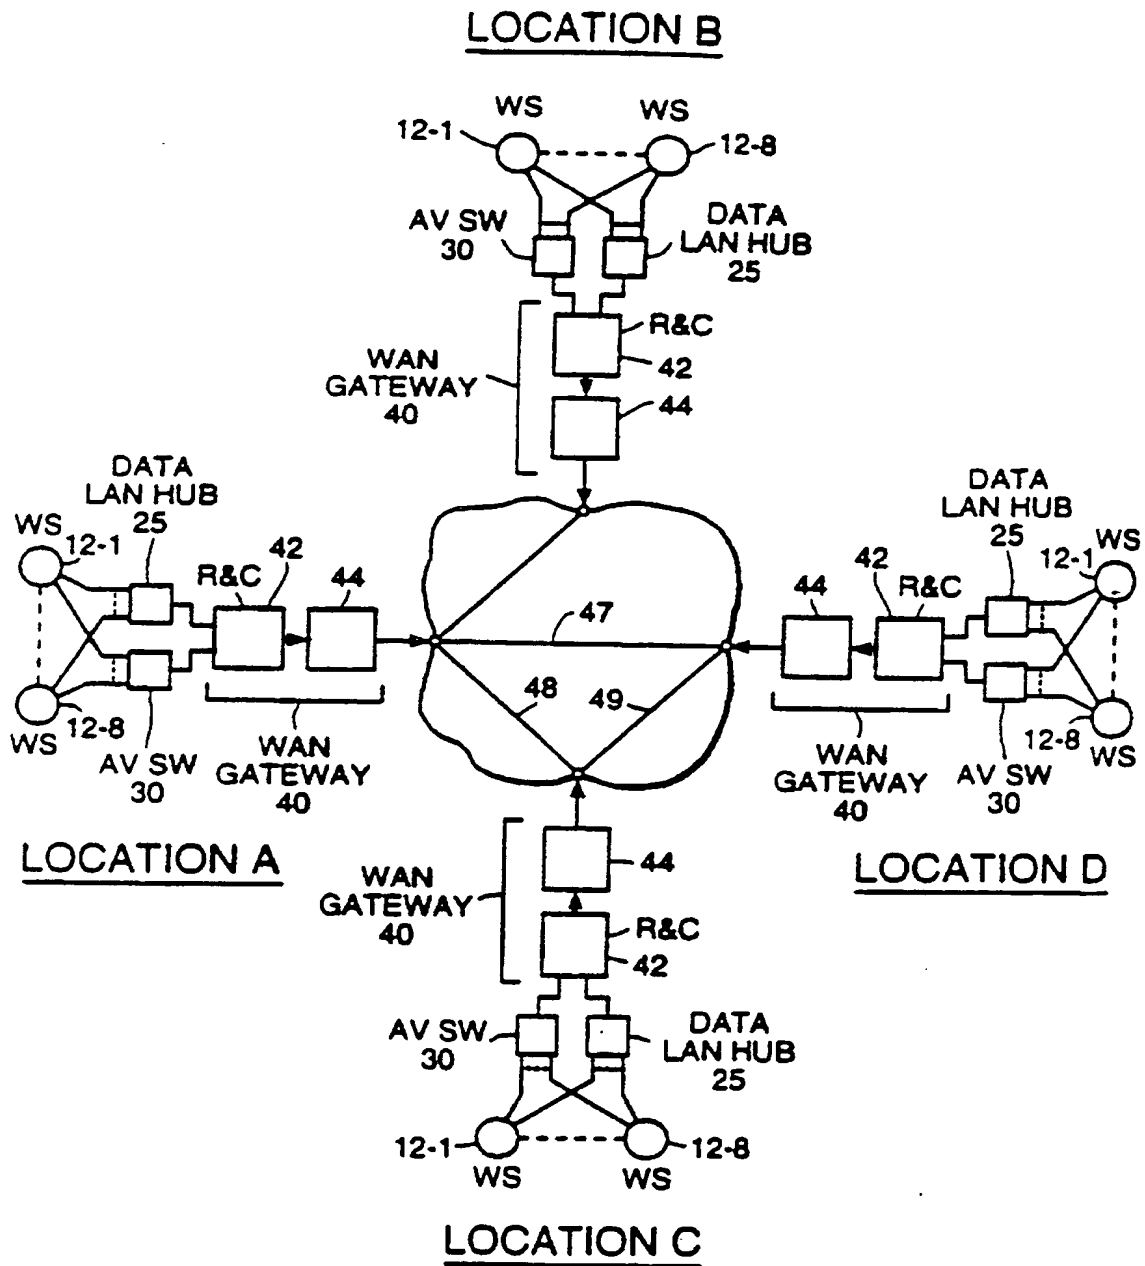 LOCATION B
WS
WS
12-1
12-8
AV SW
30
DATA
LAN HUB
25
R&C
42
WAN
GATEWAY
40
44
DATA
LAN HUB
25
WS
12-1
R&C
42
44
12-8
WS
AV SW
30
WAN
GATEWAY
40
LOCATION A
47
48
49
DATA
LAN HUB
25
WS
12-1
42
R&C
44
12-8
WS
AV SW
30
WAN
GATEWAY
40
LOCATION D
44
WAN
GATEWAY
40
R&C
42
AV SW
30
DATA
LAN HUB
25
12-1
12-8
WS
WS
LOCATION C